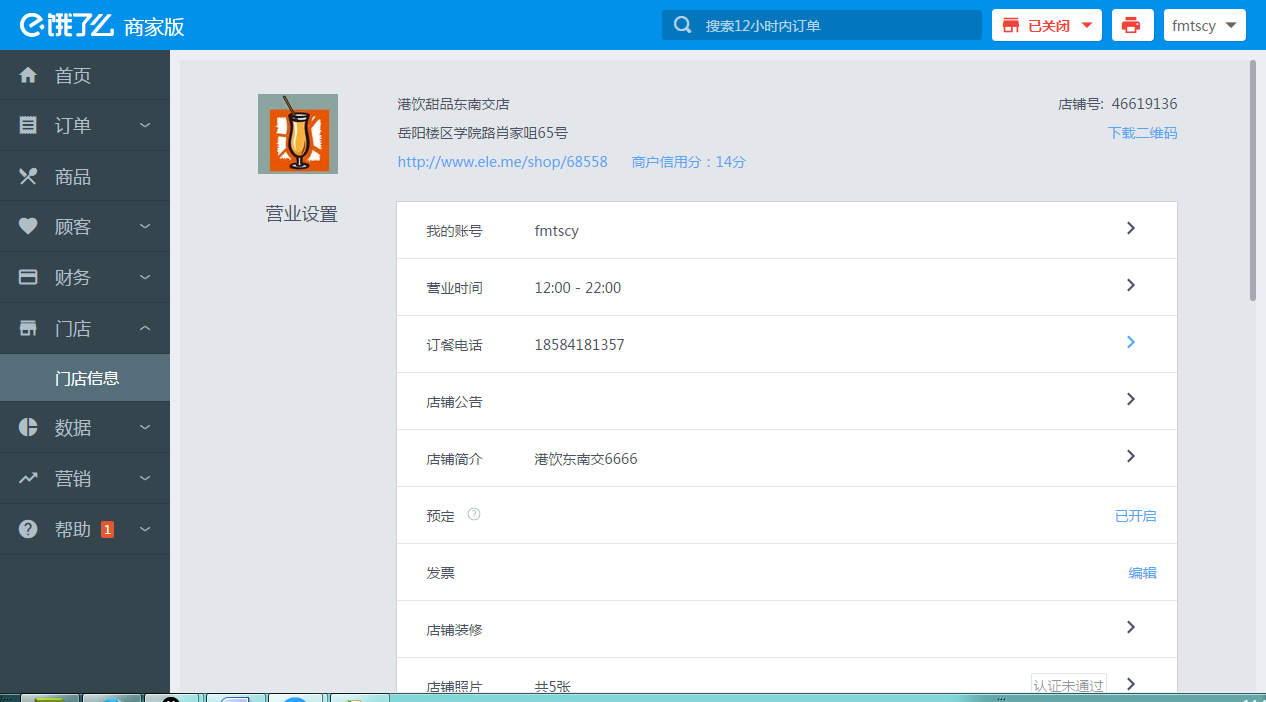 饿了么 商家版
搜索12小时内订单
已关闭
fmtscy
首页
订单
商品
顾客
财务
门店
门店信息
数据
营销
帮助 1
港饮甜品东南交店
店铺号: 46619136
岳阳楼区学院路肖家咀65号
下载二维码
http://www.ele.me/shop/68558 商户信用分：14分
营业设置
我的账号 fmtscy
营业时间 12:00 - 22:00
订餐电话 18584181357
店铺公告
店铺简介 港饮东南交6666
预定 ? 已开启
发票 编辑
店铺装修
店铺照片 共5张 认证未通过